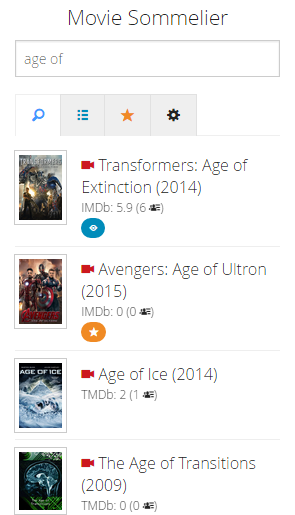 Movie Sommelier
age of
TRANSFORMERS
Transformers: Age of
Extinction (2014)
IMDb: 5.9 (6 )
AVENGERS
Avengers: Age of Ultron
(2015)
IMDb: 0 (0 )
AGE OF ICE
Age of Ice (2014)
TMDb: 2 (1 )
The Age of Transitions
(2009)
TMDb: 0 (0 )